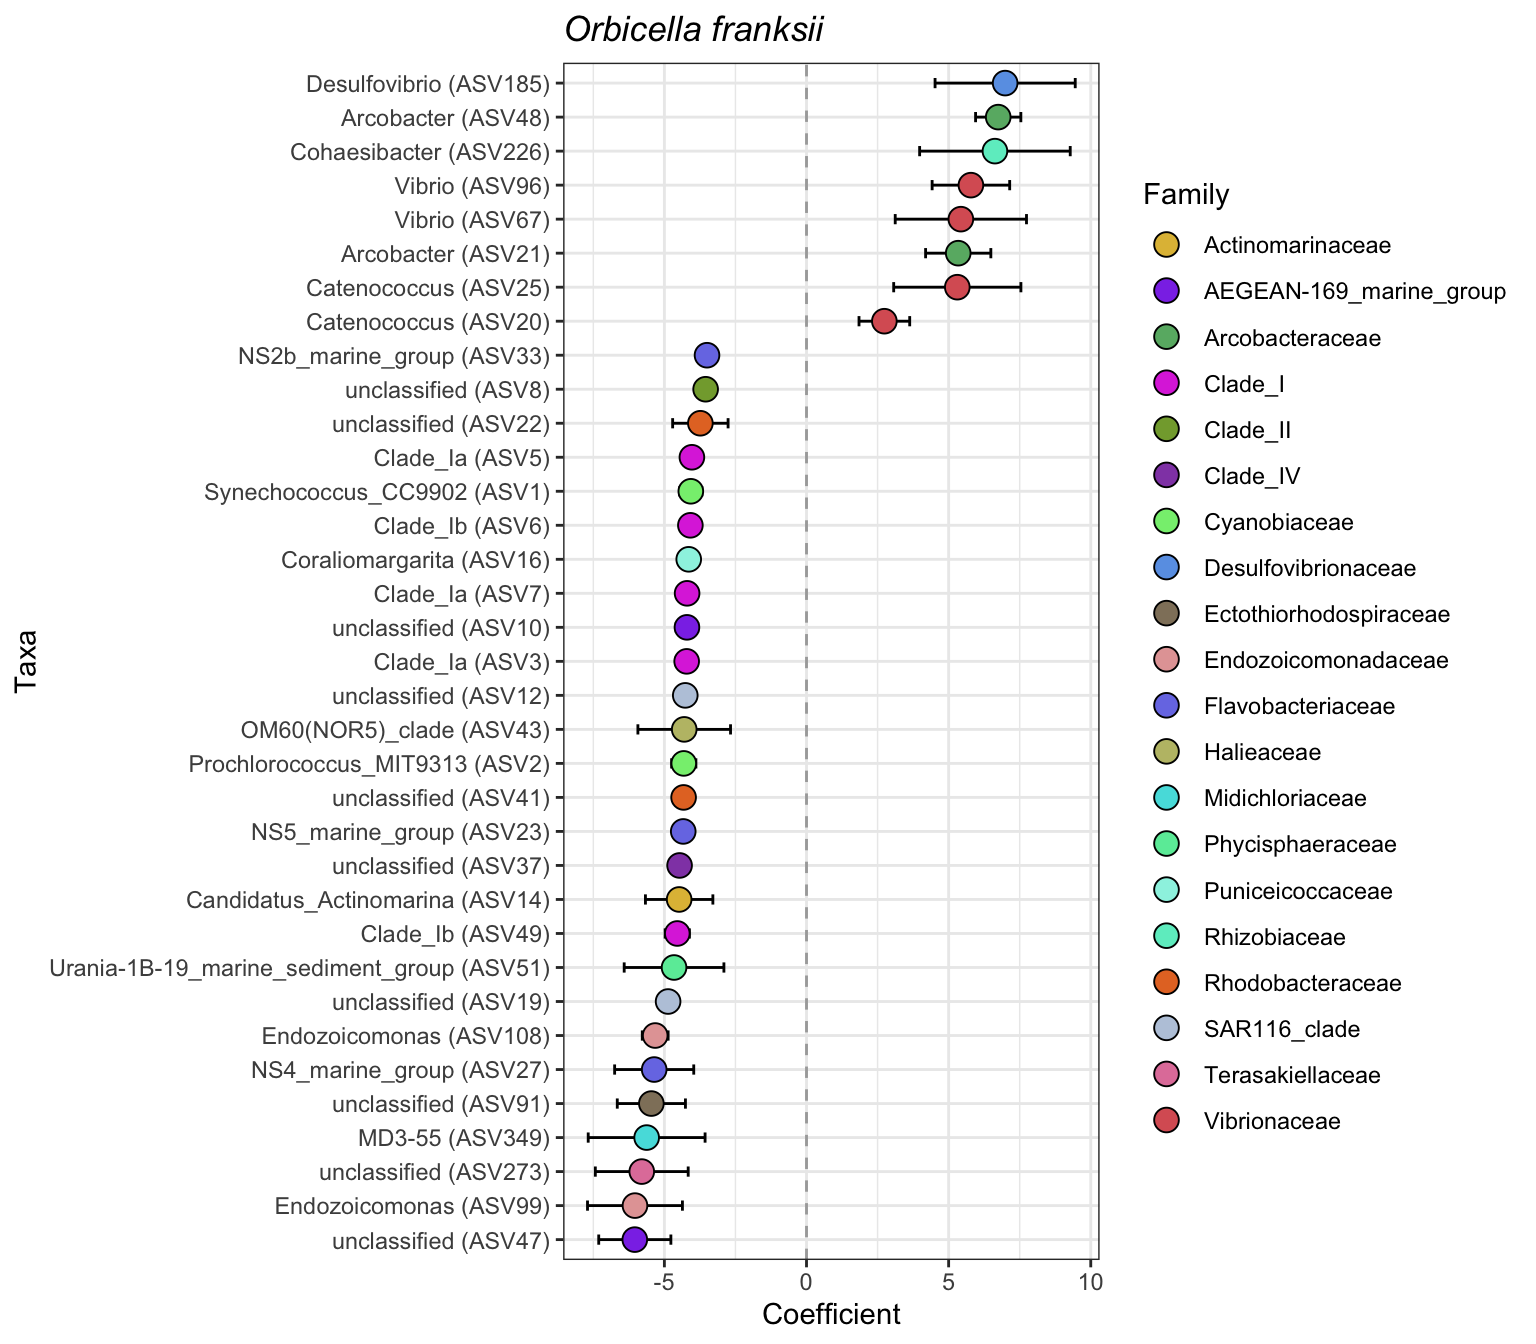 Orbicella franksii
Desulfovibrio (ASV185)
Arcobacter (ASV48)
Cohaesibacter (ASV226)
Vibrio (ASV96)
Vibrio (ASV67)
Arcobacter (ASV21)
Catenococcus (ASV25)
Catenococcus (ASV20)
NS2b_marine_group (ASV33)
unclassified (ASV8)
unclassified (ASV22)
Clade_Ia (ASV5)
Synechococcus_CC9902 (ASV1)
Clade_Ib (ASV6)
Coraliomargarita (ASV16)
Clade_Ia (ASV7)
unclassified (ASV10)
Clade_Ia (ASV3)
unclassified (ASV12)
OM60(NOR5)_clade (ASV43)
Prochlorococcus_MIT9313 (ASV2)
unclassified (ASV41)
NS5_marine_group (ASV23)
unclassified (ASV37)
Candidatus_Actinomarina (ASV14)
Clade_Ib (ASV49)
Urania-1B-19_marine_sediment_group (ASV51)
unclassified (ASV19)
Endozoicomonas (ASV108)
NS4_marine_group (ASV27)
unclassified (ASV91)
MD3-55 (ASV349)
unclassified (ASV273)
Endozoicomonas (ASV99)
unclassified (ASV47)
Taxa
-5 0 5 10
Coefficient
Family
Actinomarinaceae
AEGEAN-169_marine_group
Arcobacteraceae
Clade_I
Clade_II
Clade_IV
Cyanobiaceae
Desulfovibrionaceae
Ectothiorhodospiraceae
Endozoicomonadaceae
Flavobacteriaceae
Halieaceae
Midichloriaceae
Phycisphaeraceae
Puniceicoccaceae
Rhizobiaceae
Rhodobacteraceae
SAR116_clade
Terasakiellaceae
Vibrionaceae